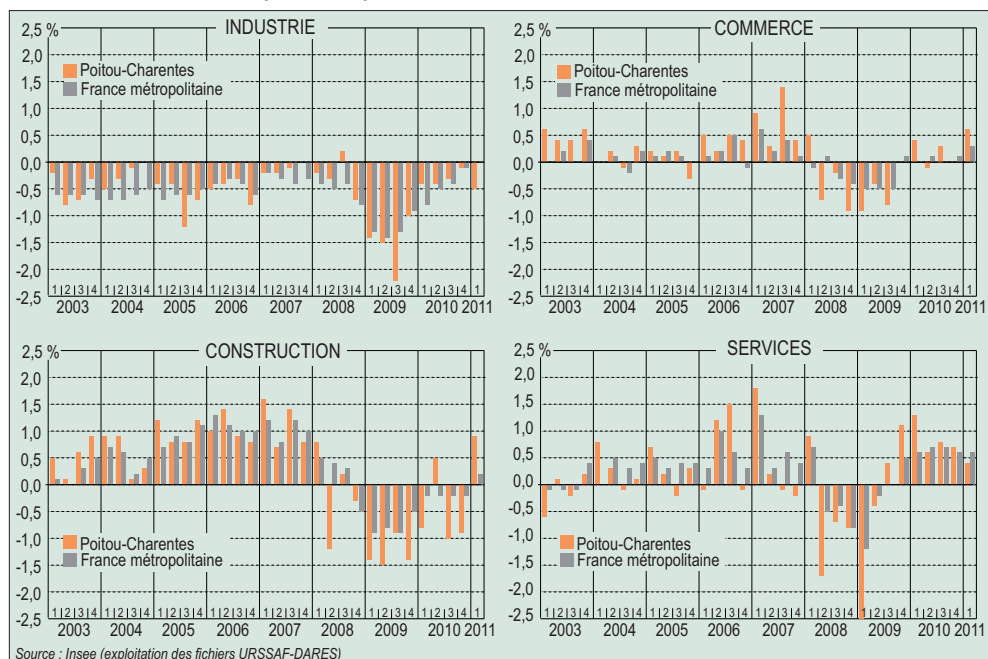 INDUSTRIE
2,5 %
2,0
1,5
1,0
0,5
0,0
-0,5
-1,0
-1,5
-2,0
-2,5
Poitou-Charentes
France métropolitaine
1 2 3 4 1 2 3 4 1 2 3 4 1 2 3 4 1 2 3 4 1 2 3 4 1 2 3 4 1 2 3 4 1
2003 2004 2005 2006 2007 2008 2009 2010 2011
COMMERCE
2,5 %
2,0
1,5
1,0
0,5
0,0
-0,5
-1,0
-1,5
-2,0
-2,5
Poitou-Charentes
France métropolitaine
1 2 3 4 1 2 3 4 1 2 3 4 1 2 3 4 1 2 3 4 1 2 3 4 1 2 3 4 1 2 3 4 1
2003 2004 2005 2006 2007 2008 2009 2010 2011
CONSTRUCTION
2,5 %
2,0
1,5
1,0
0,5
0,0
-0,5
-1,0
-1,5
-2,0
-2,5
Poitou-Charentes
France métropolitaine
1 2 3 4 1 2 3 4 1 2 3 4 1 2 3 4 1 2 3 4 1 2 3 4 1 2 3 4 1 2 3 4 1
2003 2004 2005 2006 2007 2008 2009 2010 2011
SERVICES
2,5 %
2,0
1,5
1,0
0,5
0,0
-0,5
-1,0
-1,5
-2,0
-2,5
Poitou-Charentes
France métropolitaine
1 2 3 4 1 2 3 4 1 2 3 4 1 2 3 4 1 2 3 4 1 2 3 4 1 2 3 4 1 2 3 4 1
2003 2004 2005 2006 2007 2008 2009 2010 2011
Source : Insee (exploitation des fichiers URSSAF-DARES)